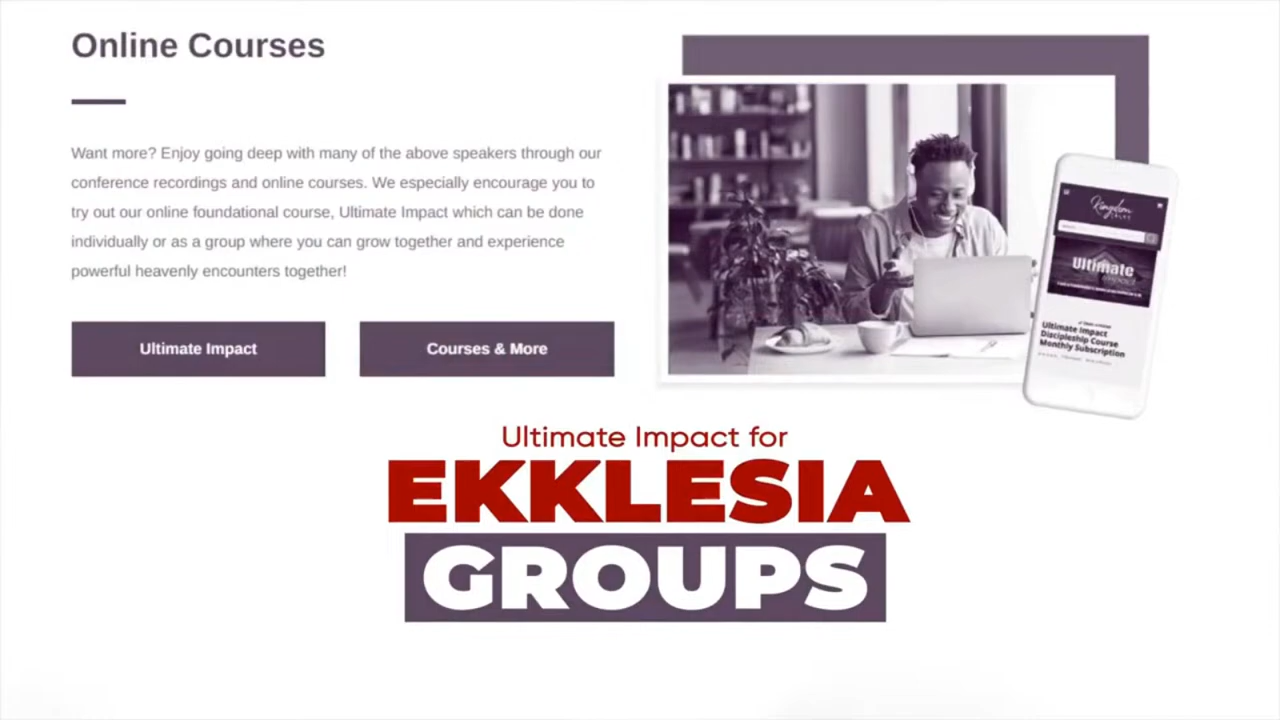 Online Courses
Want more? Enjoy going deep with many of the above speakers through our
conference recordings and online courses. We especially encourage you to
try out our online foundational course, Ultimate Impact which can be done
individually or as a group where you can grow together and experience
powerful heavenly encounters together!
Ultimate Impact
Courses & More
Kingdom
Ultimate
Ultimate Impact
Discipleship Course
Monthly Subscription
Ultimate Impact for
EKKLESIA
GROUPS